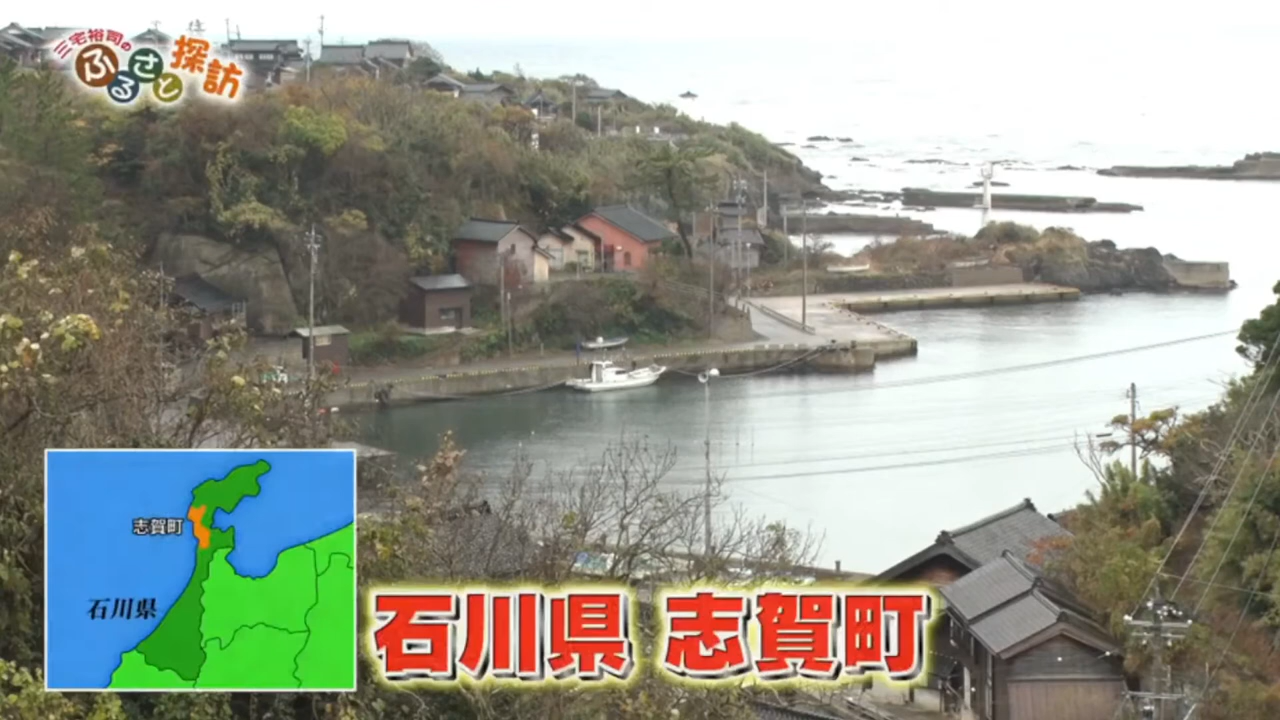 三宅裕司の
ふるさと探訪
志賀町
石川県
石川県 志賀町